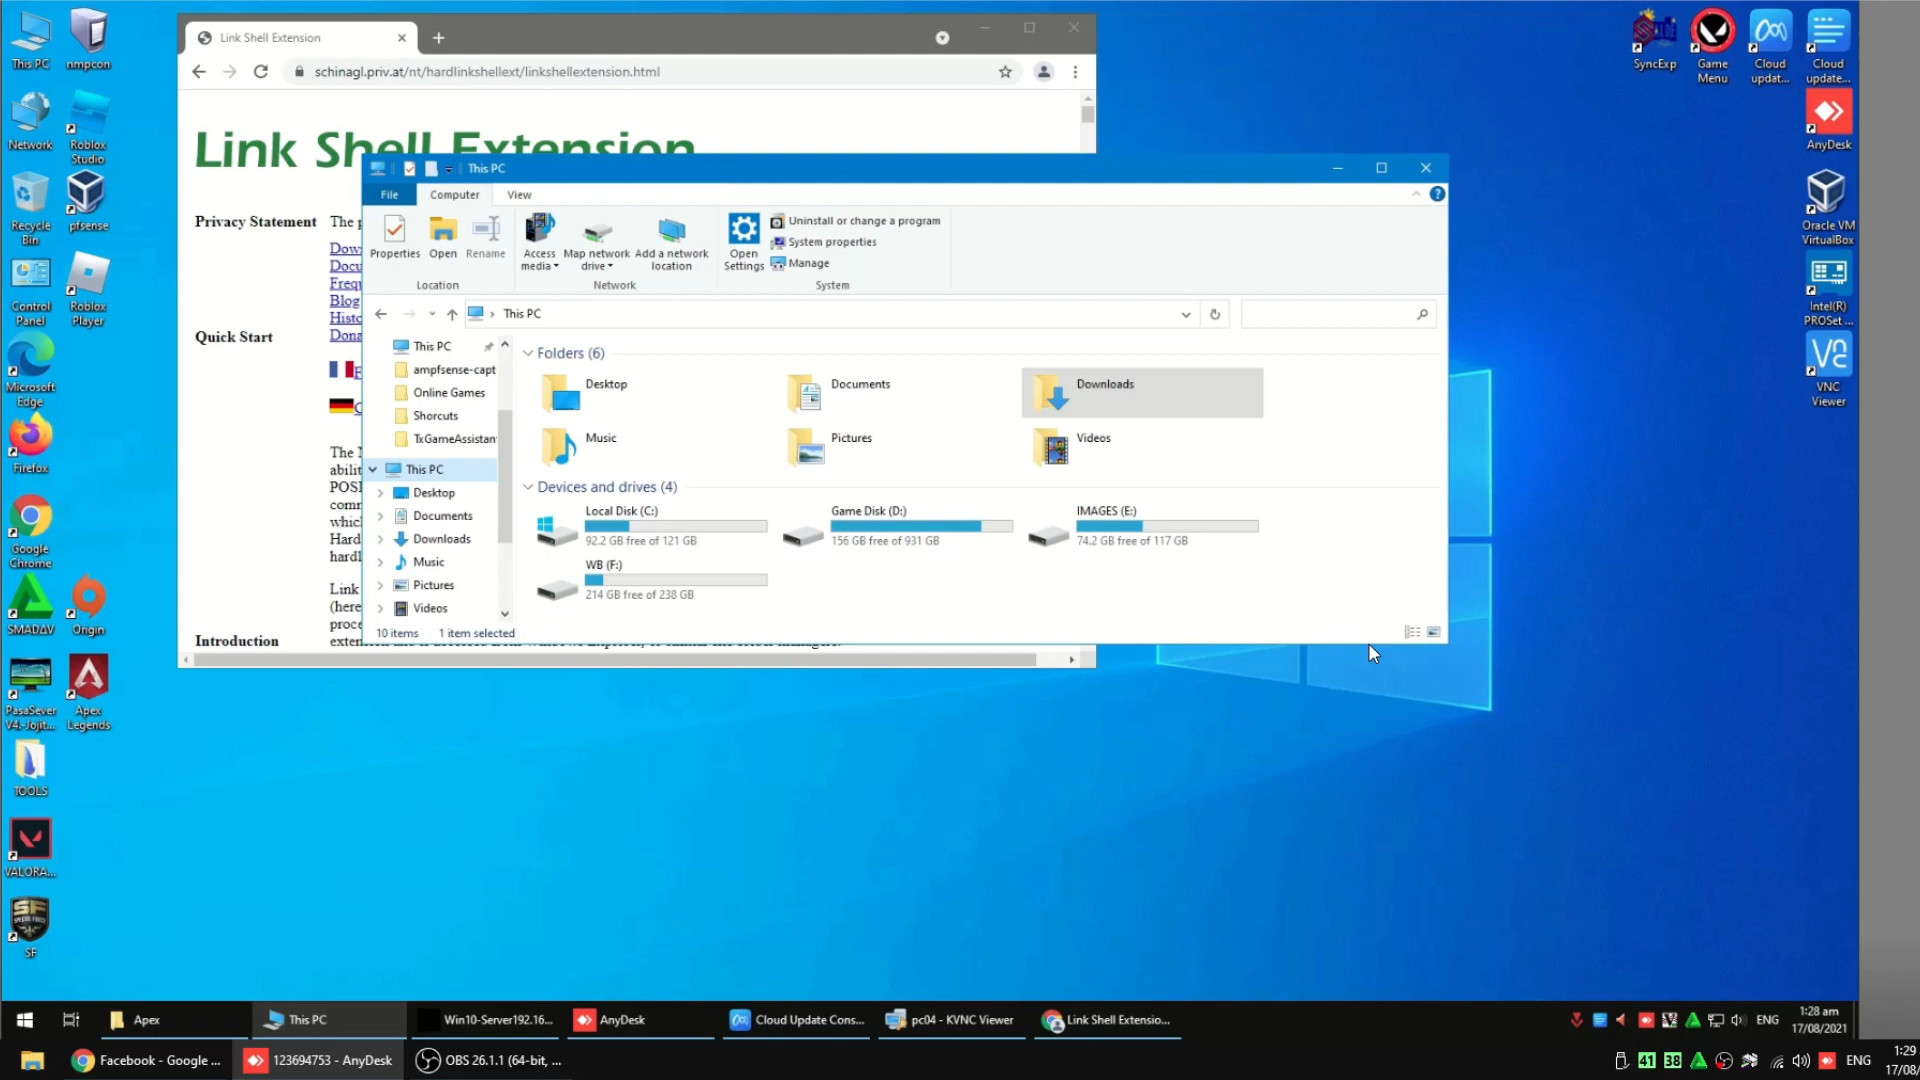 This PC
nmpcon
Network
Roblox
Studio
Recycle
Bin
pfsense
Control
Panel
Roblox
Player
Microsoft
Edge
Firefox
Google
Chrome
SMADΔV
Origin
PasaSever
V4.-Jojit...
Apex
Legends
TOOLS
VALORA...
SF
SyncExp
Game
Menu
Cloud
updat...
Cloud
update...
AnyDesk
Oracle VM
VirtualBox
Intel(R)
PROSet ...
VNC
Viewer
Link Shell Extension
schinagl.priv.at/nt/hardlinkshellext/linkshellextension.html
Link Shell Extension
Privacy Statement
The p
Dow
Docu
Freq
Blog
Histo
Quick Start
Dona
The N
abilit
POSI
comm
which
Hard
hardl
Link
(here
proce
Introduction
This PC
File
Computer
View
Properties
Open
Rename
Location
Access
media
Map network
drive
Add a network
location
Network
Open
Settings
Uninstall or change a program
System properties
Manage
System
This PC
This PC
ampfsense-capt
Online Games
Shorcuts
TxGameAssistan
This PC
Desktop
Documents
Downloads
Music
Pictures
Videos
Folders (6)
Desktop
Documents
Downloads
Music
Pictures
Videos
Devices and drives (4)
Local Disk (C:)
92.2 GB free of 121 GB
Game Disk (D:)
156 GB free of 931 GB
IMAGES (E:)
74.2 GB free of 117 GB
WB (F:)
214 GB free of 238 GB
10 items
1 item selected
Apex
This PC
Win10-Server192.16...
AnyDesk
Cloud Update Cons...
pc04 - KVNC Viewer
Link Shell Extensio...
ENG
1:28 am
17/08/2021
Facebook - Google ...
123694753 - AnyDesk
OBS 26.1.1 (64-bit, ...
41
38
ENG
1:29
17/08/